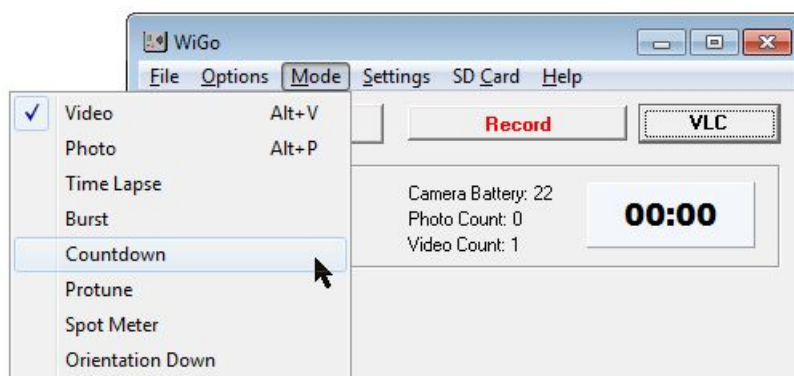 WiGo
File Options Mode Settings SD Card Help
Video Alt+V
Photo Alt+P
Time Lapse
Burst
Countdown
Protune
Spot Meter
Orientation Down
Record VLC
Camera Battery: 22
Photo Count: 0
Video Count: 1
00:00